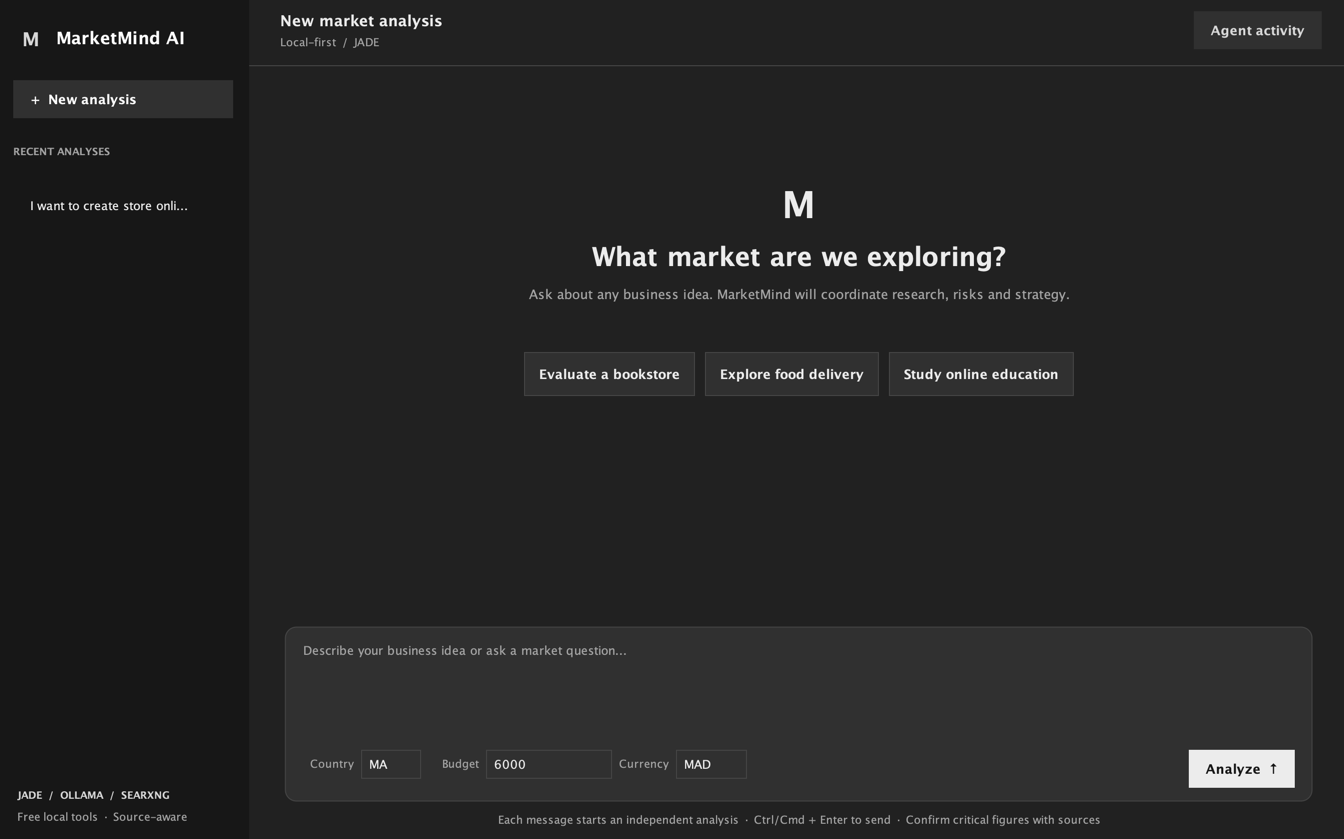 M MarketMind AI
+ New analysis
RECENT ANALYSES
I want to create store onli...
JADE / OLLAMA / SEARXNG
Free local tools · Source-aware
New market analysis
Local-first / JADE
Agent activity
M
What market are we exploring?
Ask about any business idea. MarketMind will coordinate research, risks and strategy.
Evaluate a bookstore Explore food delivery Study online education
Describe your business idea or ask a market question...
Country MA Budget 6000 Currency MAD Analyze ↑
Each message starts an independent analysis · Ctrl/Cmd + Enter to send · Confirm critical figures with sources